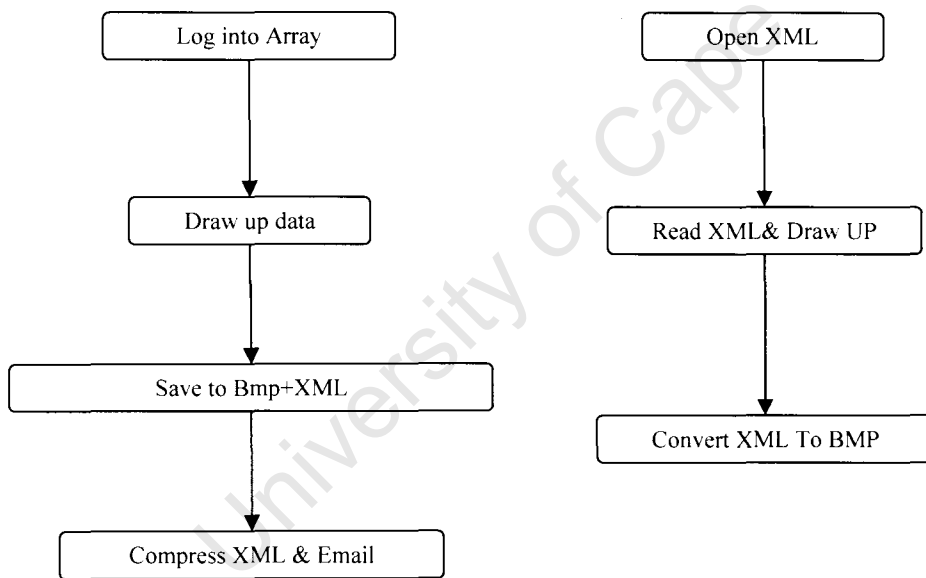 Log into Array
Draw up data
Save to Bmp+XML
Compress XML & Email
Open XML
Read XML& Draw UP
Convert XML To BMP
University of Cape